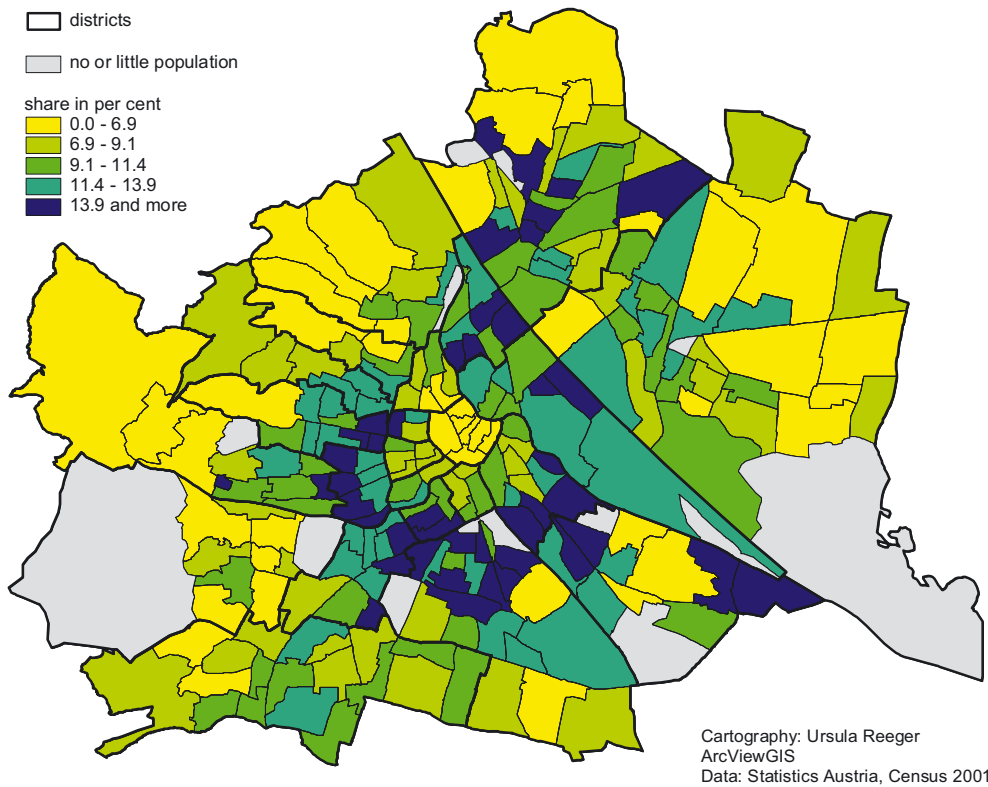 districts
no or little population
share in per cent
0.0 - 6.9
6.9 - 9.1
9.1 - 11.4
11.4 - 13.9
13.9 and more
Cartography: Ursula Reeger
ArcViewGIS
Data: Statistics Austria, Census 2001